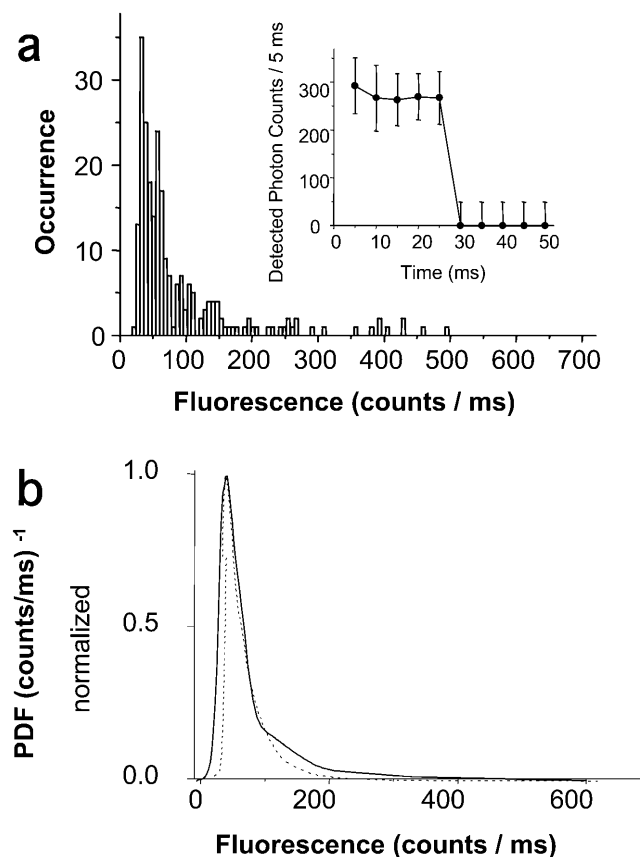 a
Occurrence
30
20
10
0
0 100 200 300 400 500 600 700
Fluorescence (counts / ms)
Detected Photon Counts / 5 ms
300
200
100
0
0 10 20 30 40 50
Time (ms)
b
PDF (counts/ms) -1
normalized
1.0
0.5
0.0
0 200 400 600
Fluorescence (counts / ms)